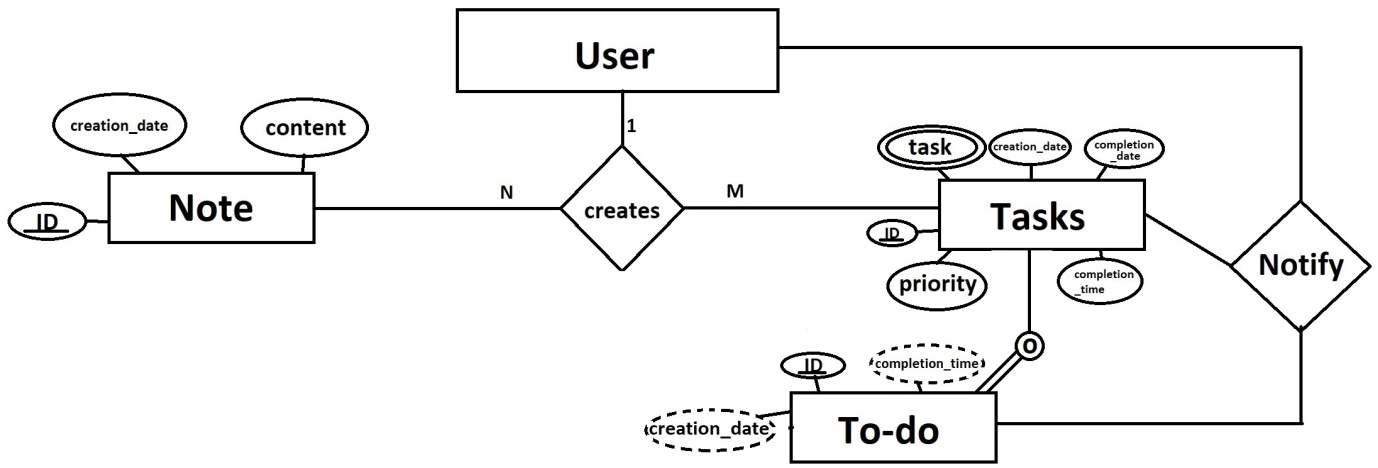 User
creation_date
content
1
task
creation_date
completion
_date
ID
Note
N
creates
M
Tasks
ID
priority
completion
_time
Notify
O
ID
completion_time
creation_date
To-do